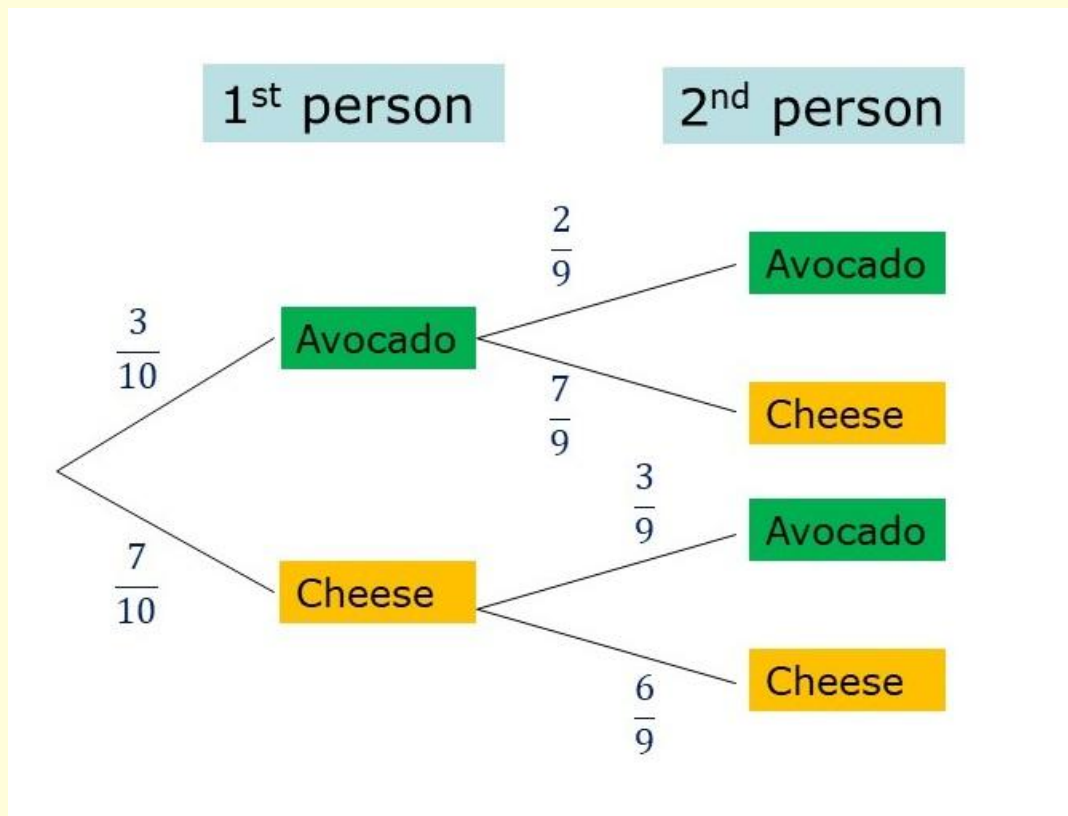 1st person
2nd person
3/10
Avocado
2/9
Avocado
7/9
Cheese
7/10
Cheese
3/9
Avocado
6/9
Cheese